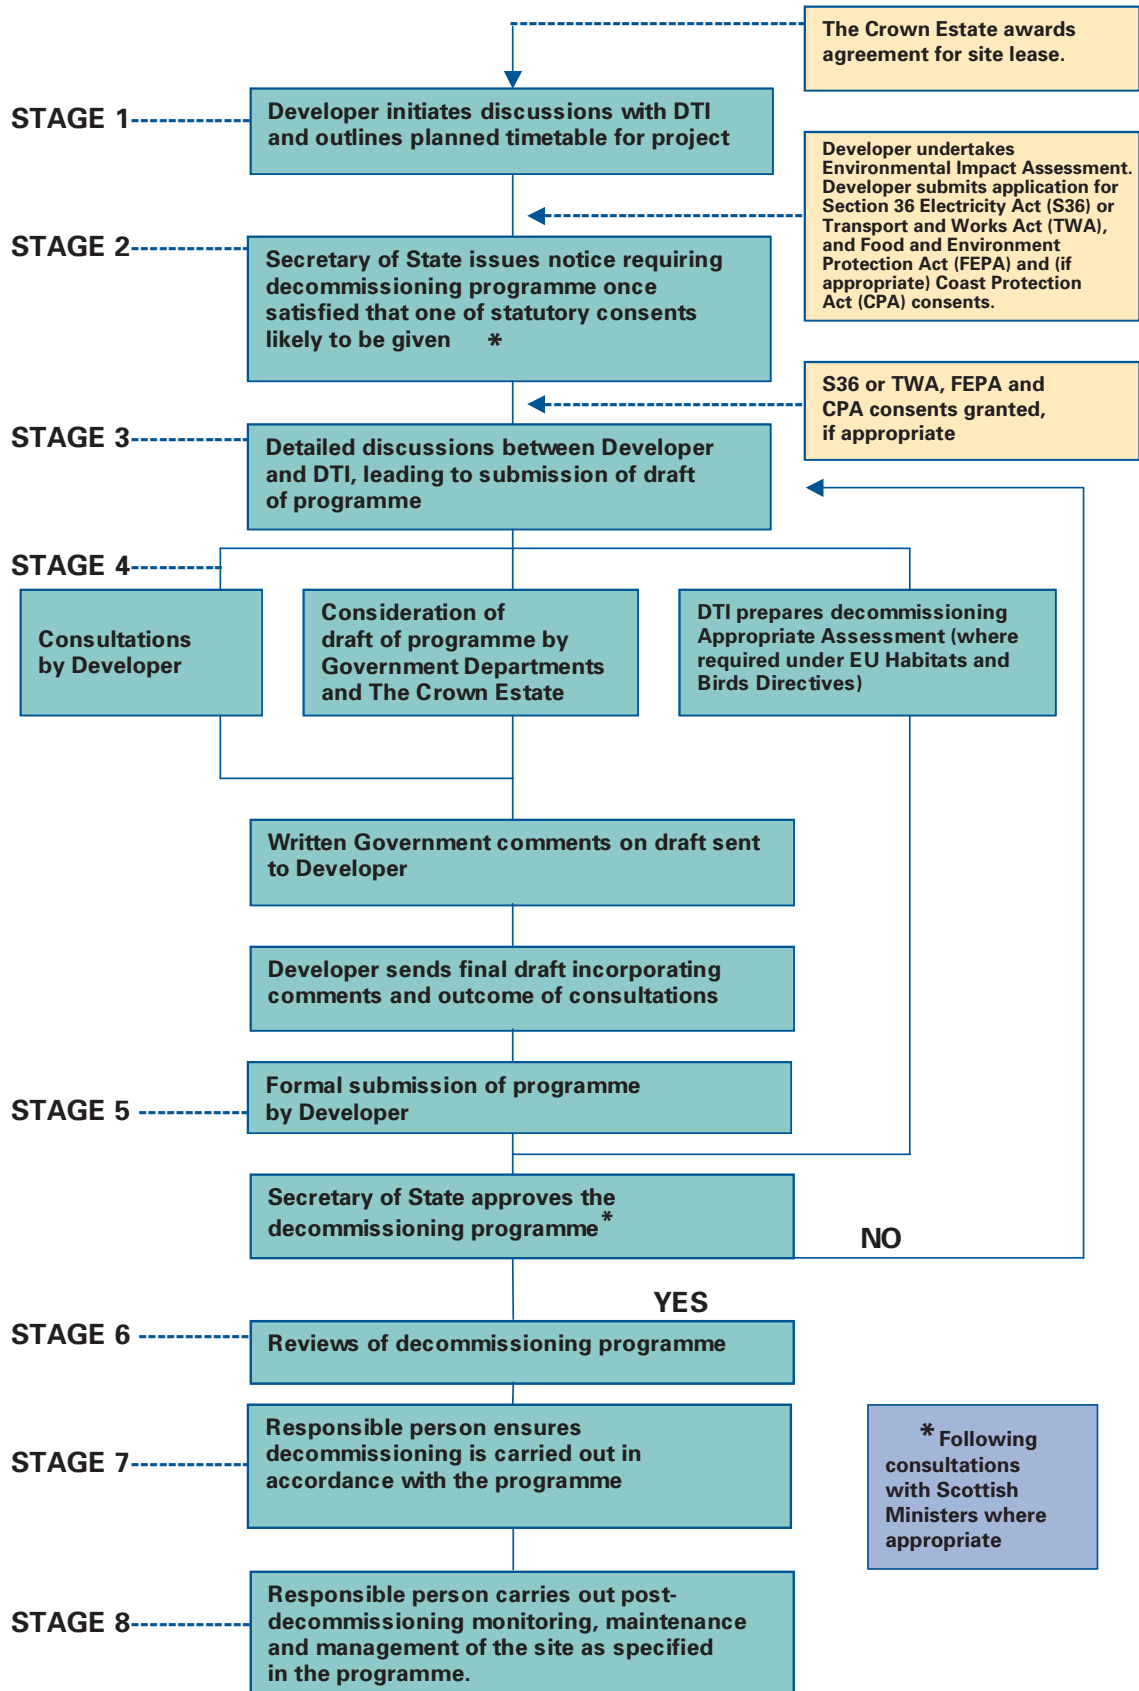 The Crown Estate awards
agreement for site lease.
STAGE 1
Developer initiates discussions with DTI
and outlines planned timetable for project
Developer undertakes
Environmental Impact Assessment.
Developer submits application for
Section 36 Electricity Act (S36) or
Transport and Works Act (TWA),
and Food and Environment
Protection Act (FEPA) and (if
appropriate) Coast Protection
Act (CPA) consents.
STAGE 2
Secretary of State issues notice requiring
decommissioning programme once
satisfied that one of statutory consents
likely to be given *
S36 or TWA, FEPA and
CPA consents granted,
if appropriate
STAGE 3
Detailed discussions between Developer
and DTI, leading to submission of draft
of programme
STAGE 4
Consultations
by Developer
Consideration of
draft of programme by
Government Departments
and The Crown Estate
DTI prepares decommissioning
Appropriate Assessment (where
required under EU Habitats and
Birds Directives)
Written Government comments on draft sent
to Developer
Developer sends final draft incorporating
comments and outcome of consultations
STAGE 5
Formal submission of programme
by Developer
Secretary of State approves the
decommissioning programme*
NO
YES
STAGE 6
Reviews of decommissioning programme
STAGE 7
Responsible person ensures
decommissioning is carried out in
accordance with the programme
* Following
consultations
with Scottish
Ministers where
appropriate
STAGE 8
Responsible person carries out post-
decommissioning monitoring, maintenance
and management of the site as specified
in the programme.